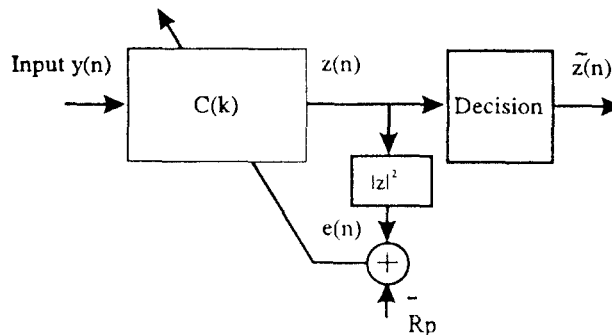 Input y(n)
C(k)
z(n)
Decision
z̃(n)
|z|²
e(n)
+
-
Rp